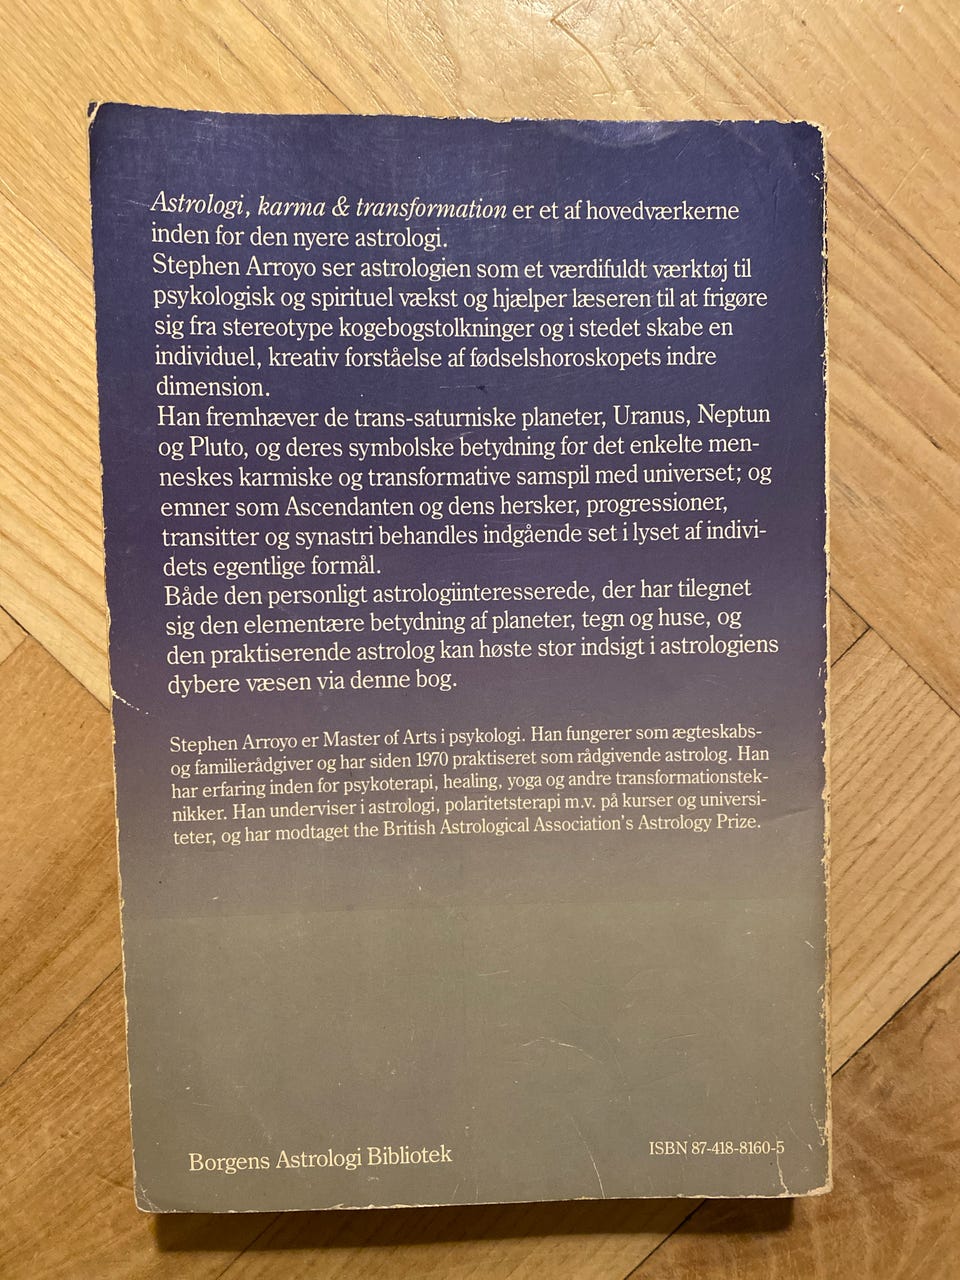 Astrologi, karma & transformation er et af hovedværkerne
inden for den nyere astrologi.
Stephen Arroyo ser astrologien som et værdifuldt værktøj til
psykologisk og spirituel vækst og hjælper læseren til at frigøre
sig fra stereotype kogebogstolkninger og i stedet skabe en
individuel, kreativ forståelse af fødselshoroskopets indre
dimension.
Han fremhæver de trans-saturniske planeter, Uranus, Neptun
og Pluto, og deres symbolske betydning for det enkelte men-
neskes karmiske og transformative samspil med universet; og
emner som Ascendanten og dens hersker, progressioner,
transitter og synastri behandles indgående set i lyset af indivi-
dets egentlige formål.
Både den personligt astrologiinteresserede, der har tilegnet
sig den elementære betydning af planeter, tegn og huse, og
den praktiserende astrolog kan høste stor indsigt i astrologiens
dybere væsen via denne bog.
Stephen Arroyo er Master of Arts i psykologi. Han fungerer som ægteskabs-
og familierådgiver og har siden 1970 praktiseret som rådgivende astrolog. Han
har erfaring inden for psykoterapi, healing, yoga og andre transformationstek-
nikker. Han underviser i astrologi, polaritetsterapi m.v. på kurser og universi-
teter, og har modtaget the British Astrological Association's Astrology Prize.
Borgens Astrologi Bibliotek
ISBN 87-418-8160-5